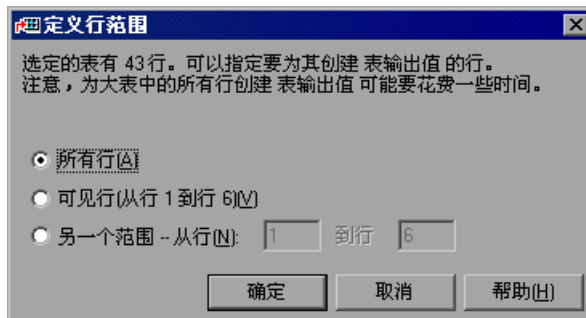 定义行范围
选定的表有 43 行。可以指定要为其创建 表输出值 的行。
注意，为大表中的所有行创建 表输出值 可能要花费一些时间。
所有行(A)
可见行(从行 1 到行 6)(V)
另一个范围 -- 从行(N): 1 到行 6
确定 取消 帮助(H)